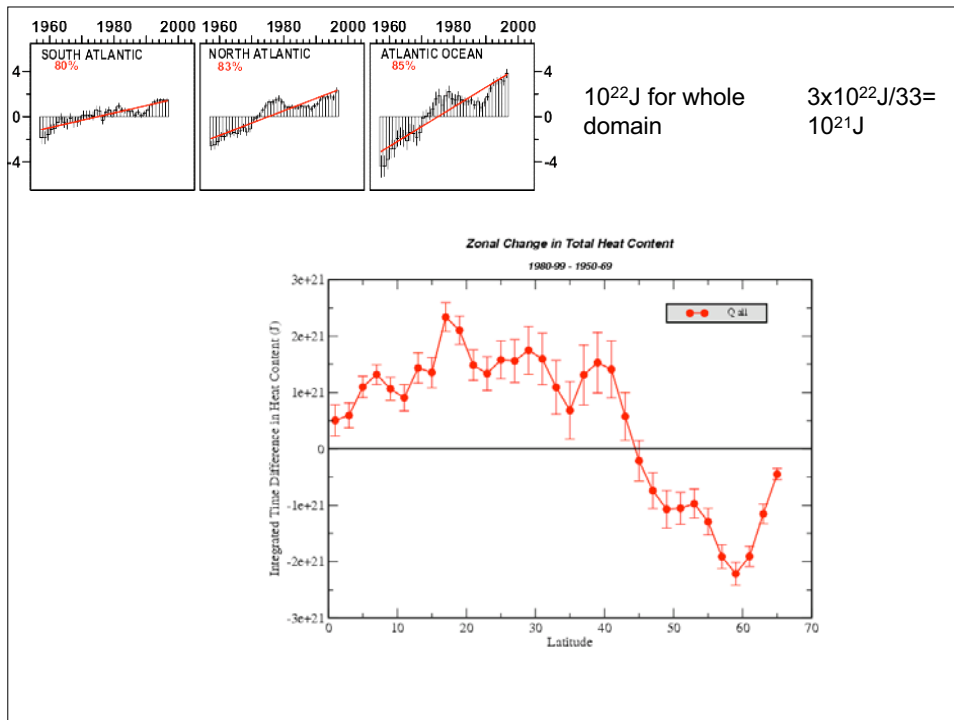 1960 1980 2000 1960 1980 2000 1960 1980 2000
SOUTH ATLANTIC NORTH ATLANTIC ATLANTIC OCEAN
80% 83% 85%
4 4
0 0
-4 -4
10²²J for whole domain
3x10²²J/33=
10²¹J
Zonal Change in Total Heat Content
1980-99 - 1950-69
3e+21
2e+21
1e+21
0
-1e+21
-2e+21
-3e+21
Integrated Time Difference in Heat Content (J)
Q all
0 10 20 30 40 50 60 70
Latitude